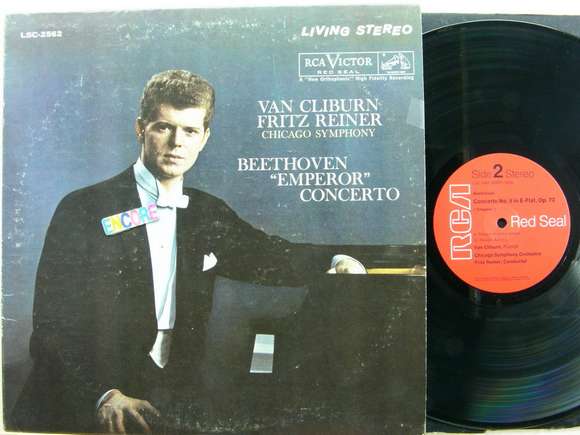 LSC-2562
LIVING STEREO
RCA VICTOR
RED SEAL
A "New Orthophonic" High Fidelity Recording
VAN CLIBURN
FRITZ REINER
CHICAGO SYMPHONY
BEETHOVEN
"EMPEROR"
CONCERTO
ENCORE
Side 2 Stereo
RCA
Red Seal
Concerto No. 5 in E-Flat, Op. 73
Van Cliburn, Pianist
Chicago Symphony Orchestra
Fritz Reiner, Conductor